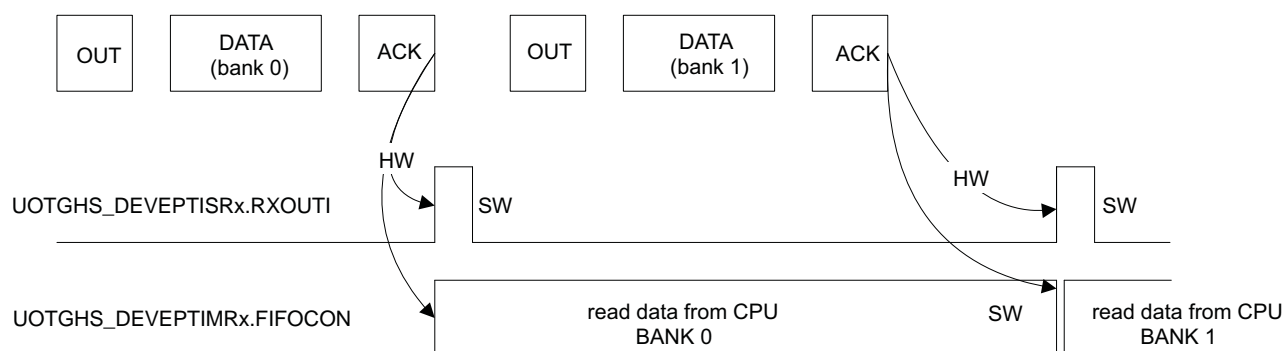 OUT
DATA
(bank 0)
ACK
OUT
DATA
(bank 1)
ACK
HW
HW
UOTGHS_DEVEPTISRx.RXOUTI
SW
SW
UOTGHS_DEVEPTIMRx.FIFOCON
read data from CPU
BANK 0
SW
read data from CPU
BANK 1